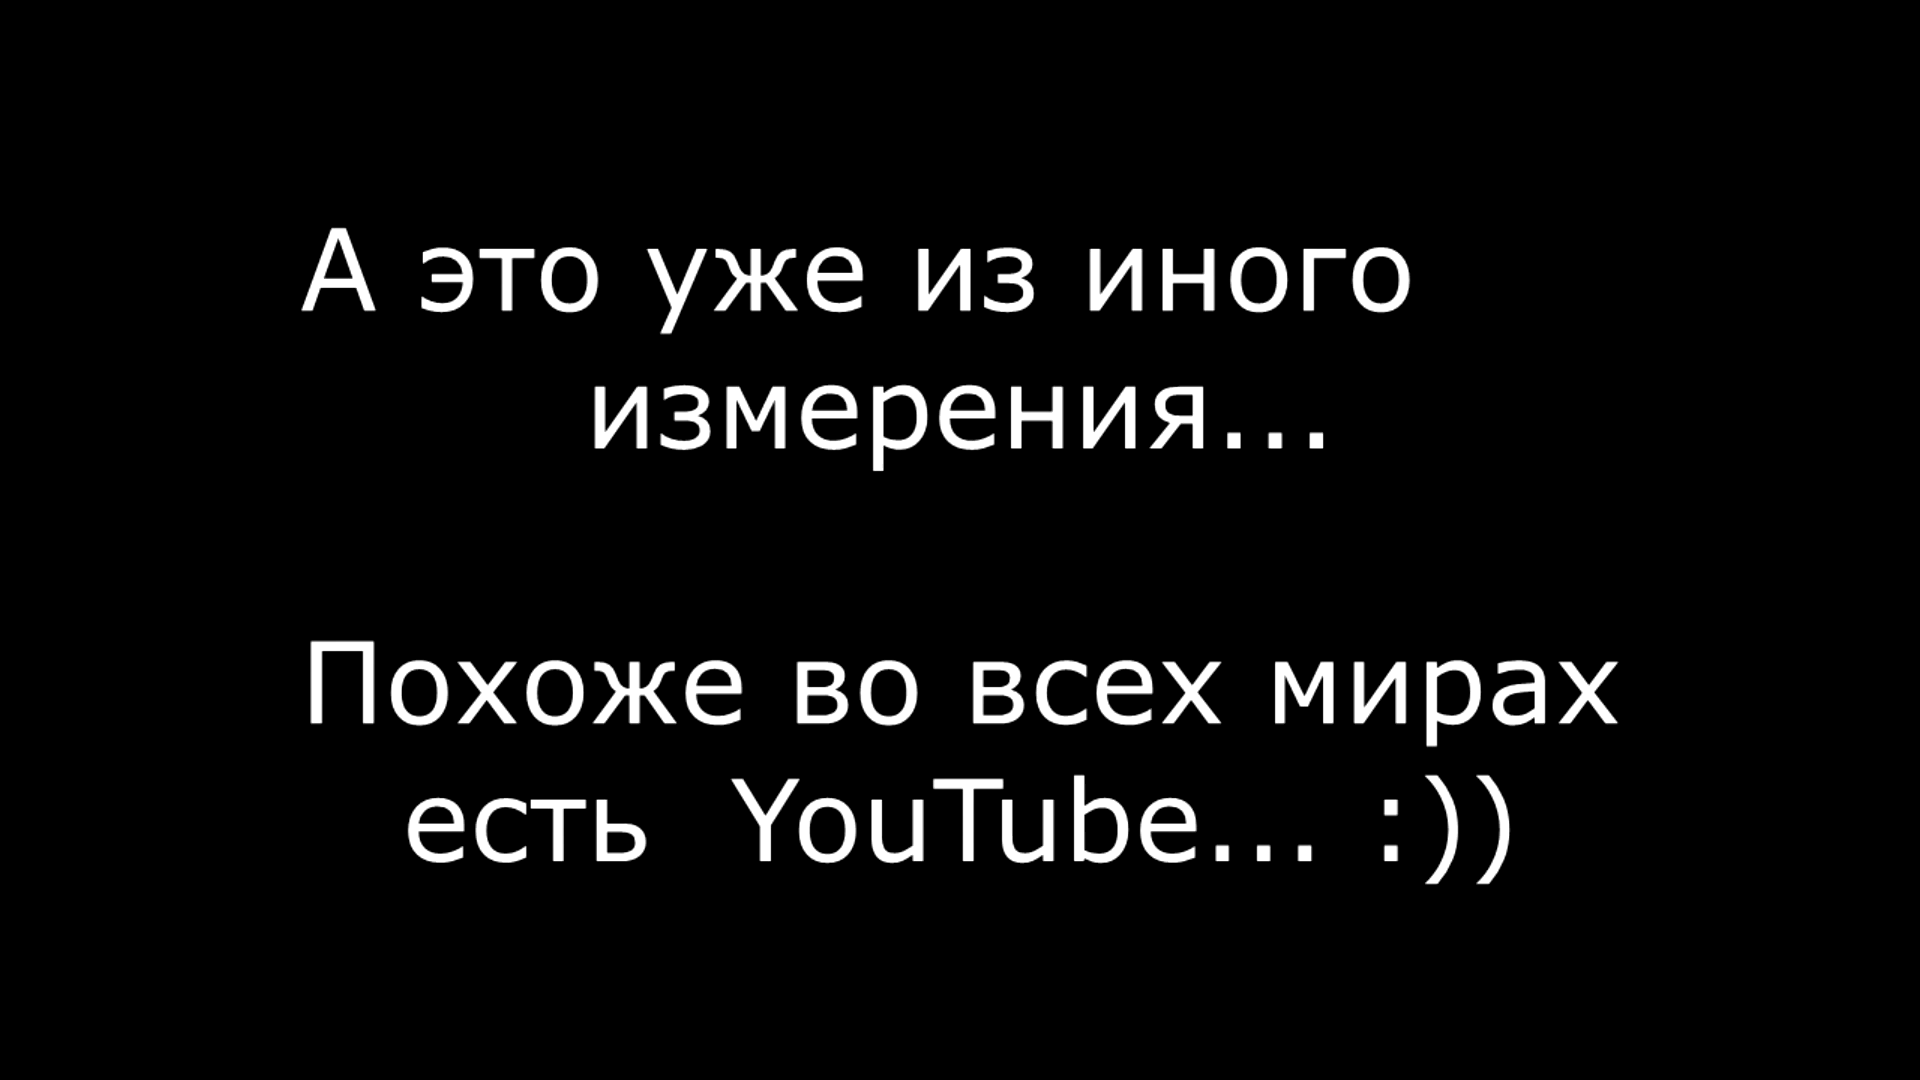 А это уже из иного
измерения...
Похоже во всех мирах
есть  YouTube... :))